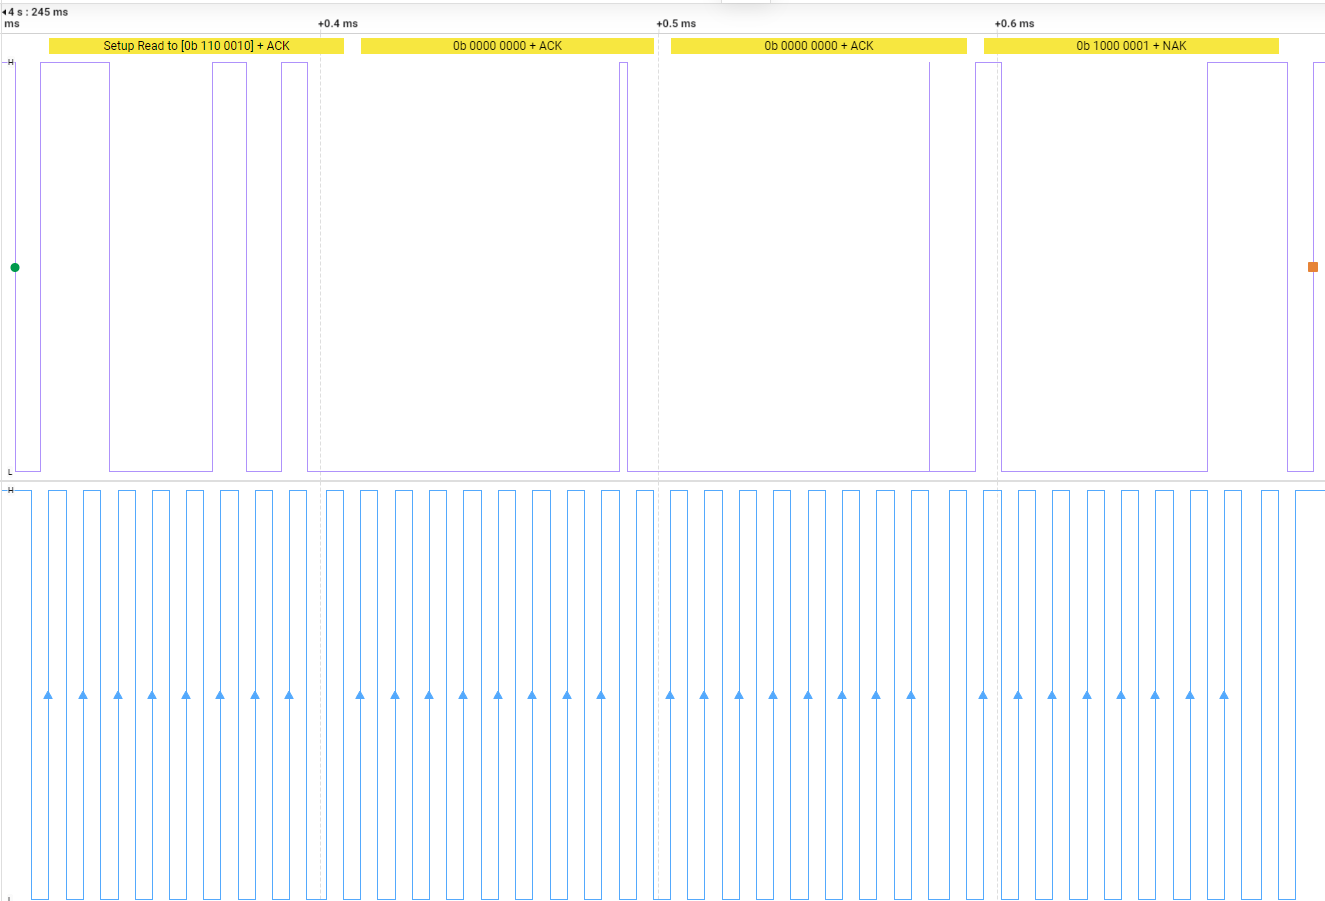 4 s : 245 ms
ms
+0.4 ms
+0.5 ms
+0.6 ms
Setup Read to [0b 110 0010] + ACK
0b 0000 0000 + ACK
0b 0000 0000 + ACK
0b 1000 0001 + NAK
H
L
H